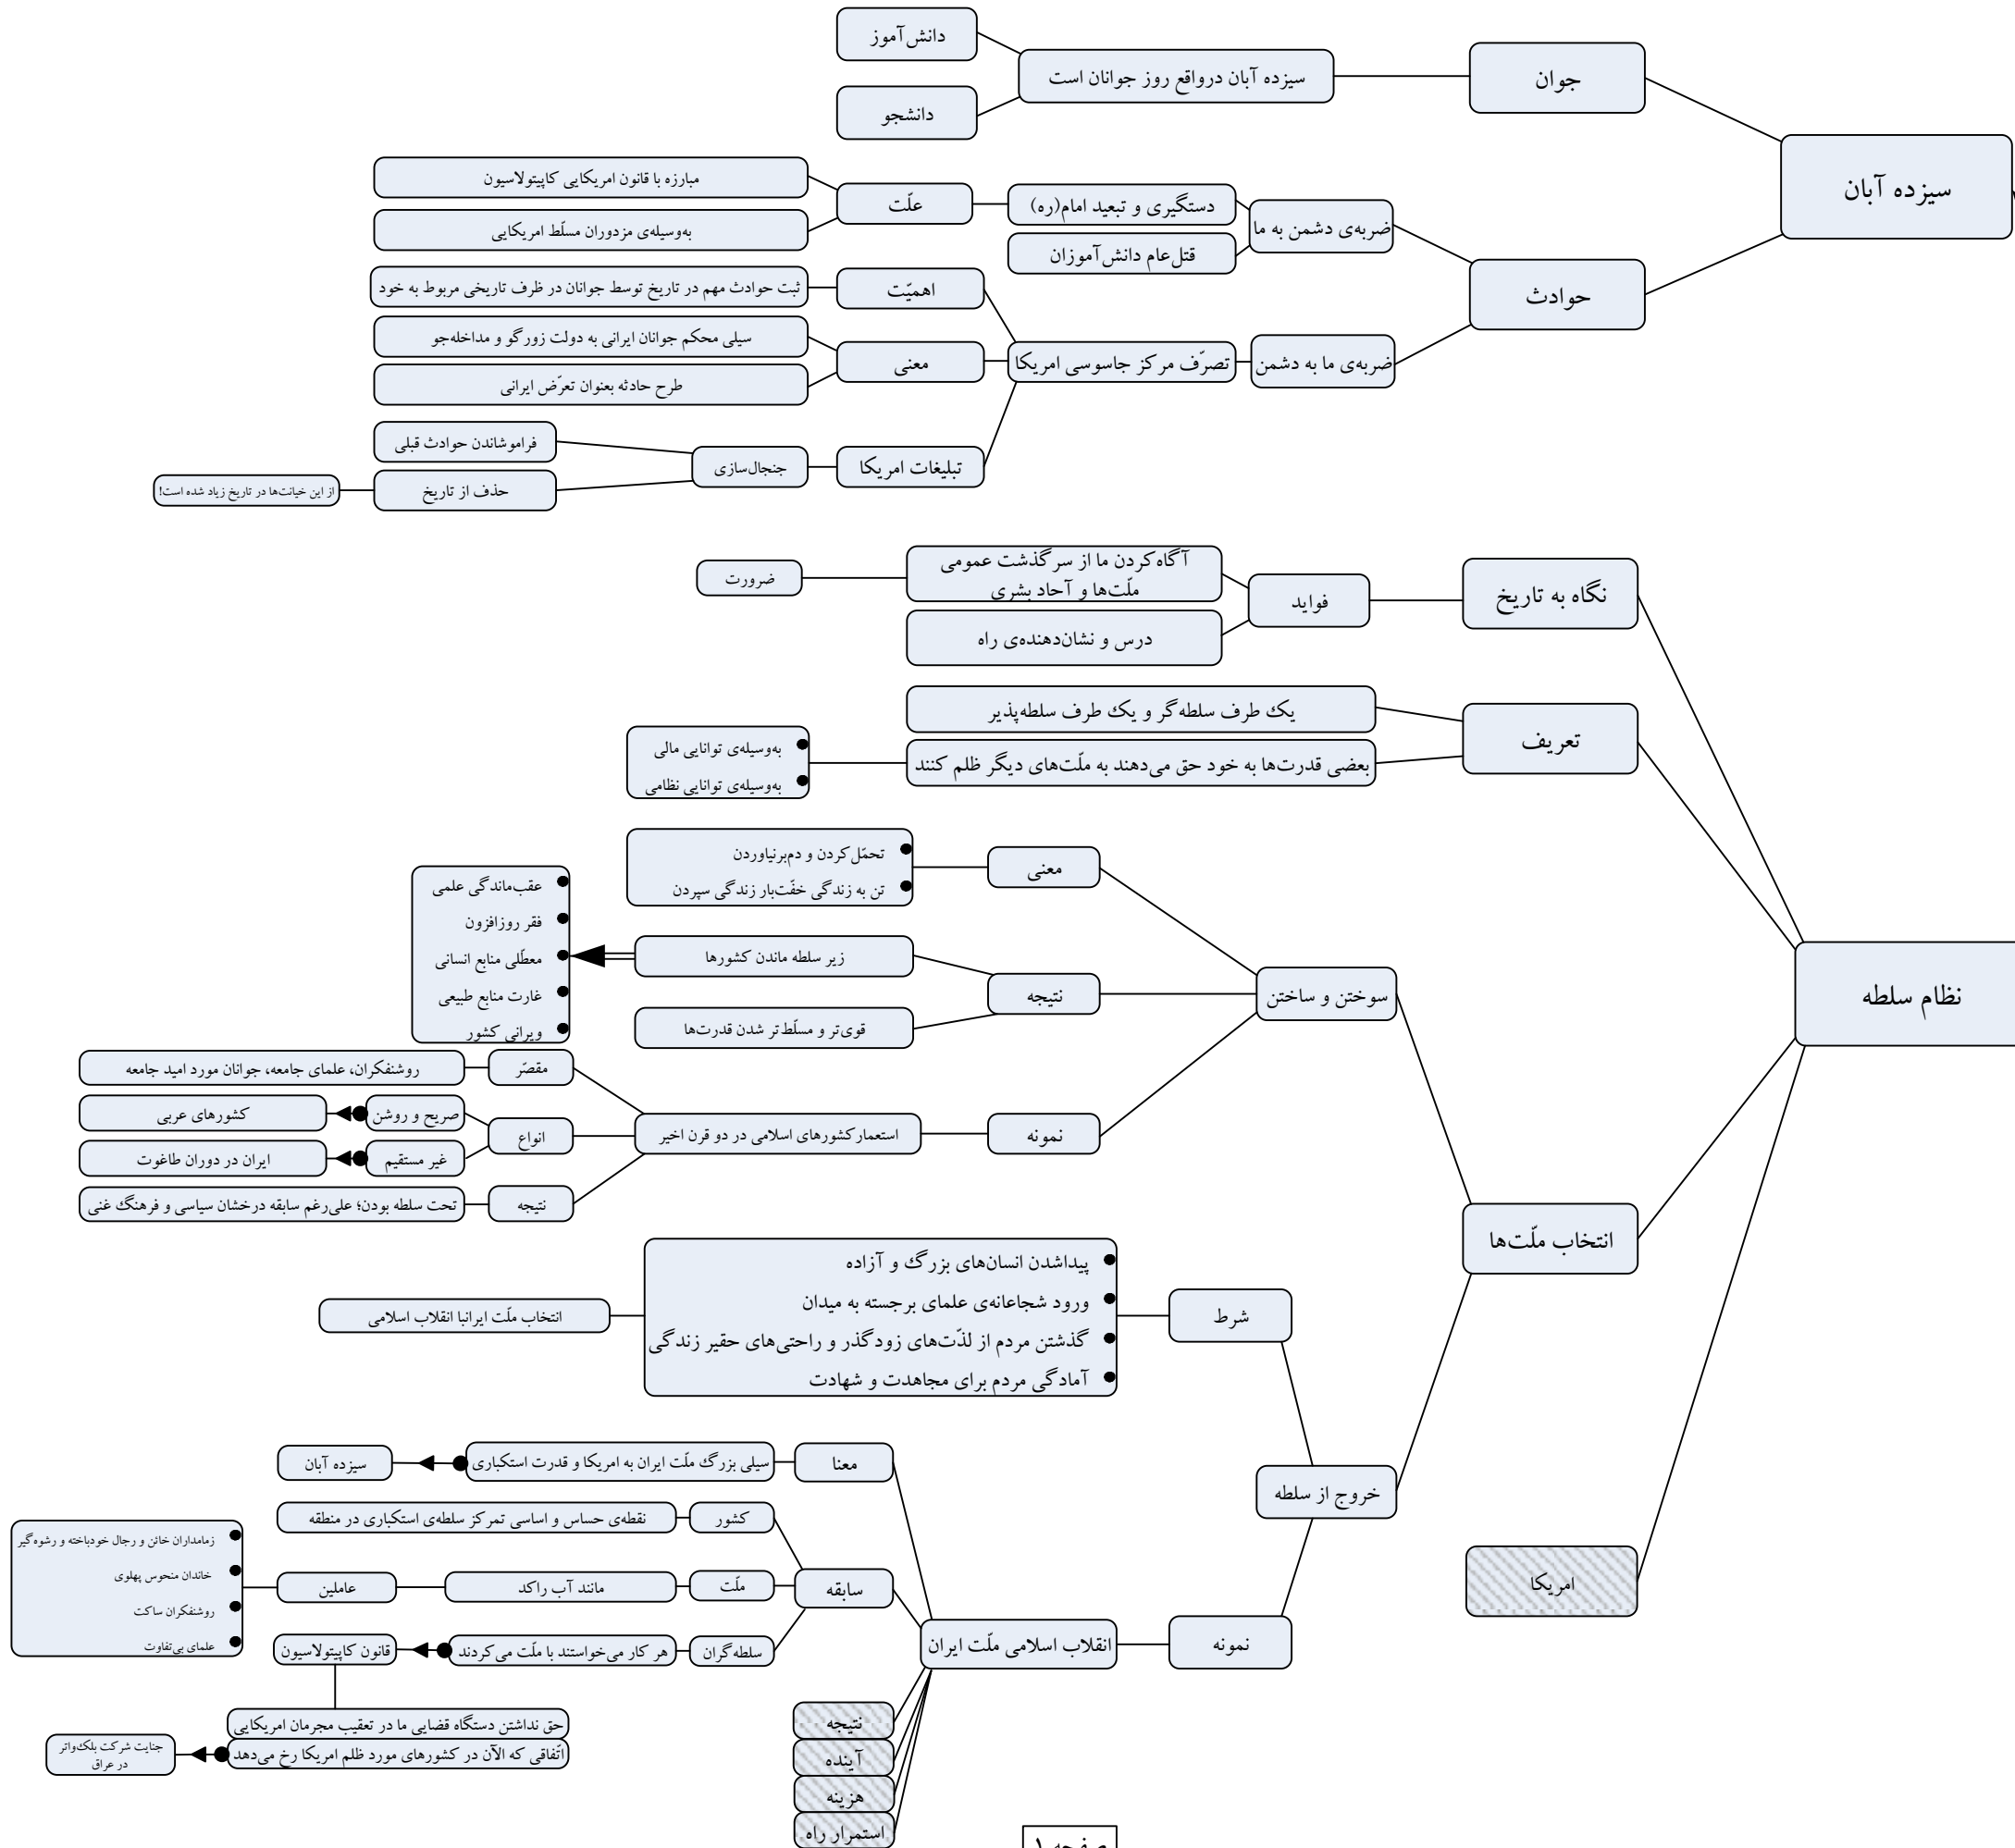 سیزده آبان
جوان
سیزده آبان درواقع روز جوانان است
دانش‌آموز
دانشجو
حوادث
ضربه‌ی دشمن به ما
دستگیری و تبعید امام(ره)
علّت
مبارزه با قانون امریکایی کاپیتولاسیون
به‌وسیله‌ی مزدوران مسلّط امریکایی
قتل‌عام دانش‌آموزان
ضربه‌ی ما به دشمن
تصرّف مرکز جاسوسی امریکا
اهمیّت
ثبت حوادث مهم در تاریخ توسط جوانان در ظرف تاریخی مربوط به خود
معنی
سیلی محکم جوانان ایرانی به دولت زورگو و مداخله‌جو
طرح حادثه بعنوان تعرّض ایرانی
تبلیغات امریکا
جنجال‌سازی
فراموشاندن حوادث قبلی
حذف از تاریخ
از این خیانت‌ها در تاریخ زیاد شده است!
نظام سلطه
نگاه به تاریخ
فواید
آگاه‌کردن ما از سرگذشت عمومی
ملّت‌ها و آحاد بشری
ضرورت
درس و نشان‌دهنده‌ی راه
تعریف
یک طرف سلطه‌گر و یک طرف سلطه‌پذیر
بعضی قدرت‌ها به خود حق می‌دهند به ملّت‌های دیگر ظلم کنند
● به‌وسیله‌ی توانایی مالی
● به‌وسیله‌ی توانایی نظامی
انتخاب ملّت‌ها
سوختن و ساختن
معنی
● تحمّل‌کردن و دم‌برنیاوردن
● تن به زندگی خفّت‌بار زندگی سپردن
نتیجه
زیر سلطه ماندن کشورها
● عقب‌ماندگی علمی
● فقر روزافزون
● معطّلی منابع انسانی
● غارت منابع طبیعی
● ویرانی کشور
قوی‌تر و مسلّط‌تر شدن قدرت‌ها
نمونه
استعمارکشورهای اسلامی در دو قرن اخیر
مقصّر
روشنفکران، علمای جامعه، جوانان مورد امید جامعه
انواع
صریح و روشن
کشورهای عربی
غیر مستقیم
ایران در دوران طاغوت
نتیجه
تحت سلطه بودن؛ علی‌رغم سابقه درخشان سیاسی و فرهنگ غنی
خروج از سلطه
شرط
● پیداشدن انسان‌های بزرگ و آزاده
● ورود شجاعانه‌ی علمای برجسته به میدان
● گذشتن مردم از لذّت‌های زودگذر و راحتی‌های حقیر زندگی
● آمادگی مردم برای مجاهدت و شهادت
انتخاب ملّت ایرانبا انقلاب اسلامی
نمونه
انقلاب اسلامی ملّت ایران
معنا
سیلی بزرگ ملّت ایران به امریکا و قدرت استکباری
سیزده آبان
سابقه
کشور
نقطه‌ی حساس و اساسی تمرکز سلطه‌ی استکباری در منطقه
ملّت
مانند آب راکد
عاملین
● زمامداران خائن و رجال خودباخته و رشوه‌گیر
● خاندان منحوس پهلوی
● روشنفکران ساکت
● علمای بی‌تفاوت
سلطه‌گران
هر کار می‌خواستند با ملّت می‌کردند
قانون کاپیتولاسیون
حق نداشتن دستگاه قضایی ما در تعقیب مجرمان امریکایی
اتّفاقی که الآن در کشورهای مورد ظلم امریکا رخ می‌دهد
جنایت شرکت بلک‌واتر
در عراق
نتیجه
آینده
هزینه
استمرار راه
امریکا
صفحه ۱